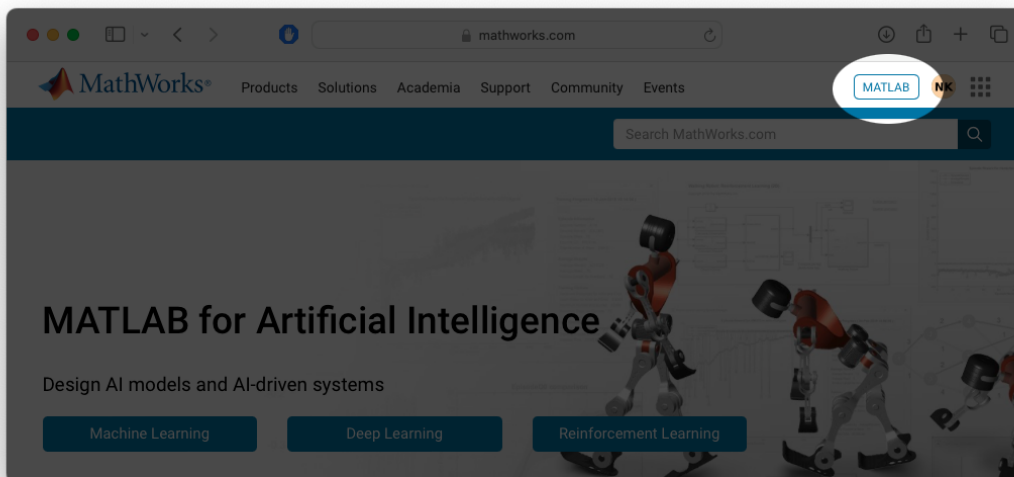 mathworks.com
MathWorks®
Products Solutions Academia Support Community Events
MATLAB
NK
Search MathWorks.com
MATLAB for Artificial Intelligence
Design AI models and AI-driven systems
Machine Learning
Deep Learning
Reinforcement Learning